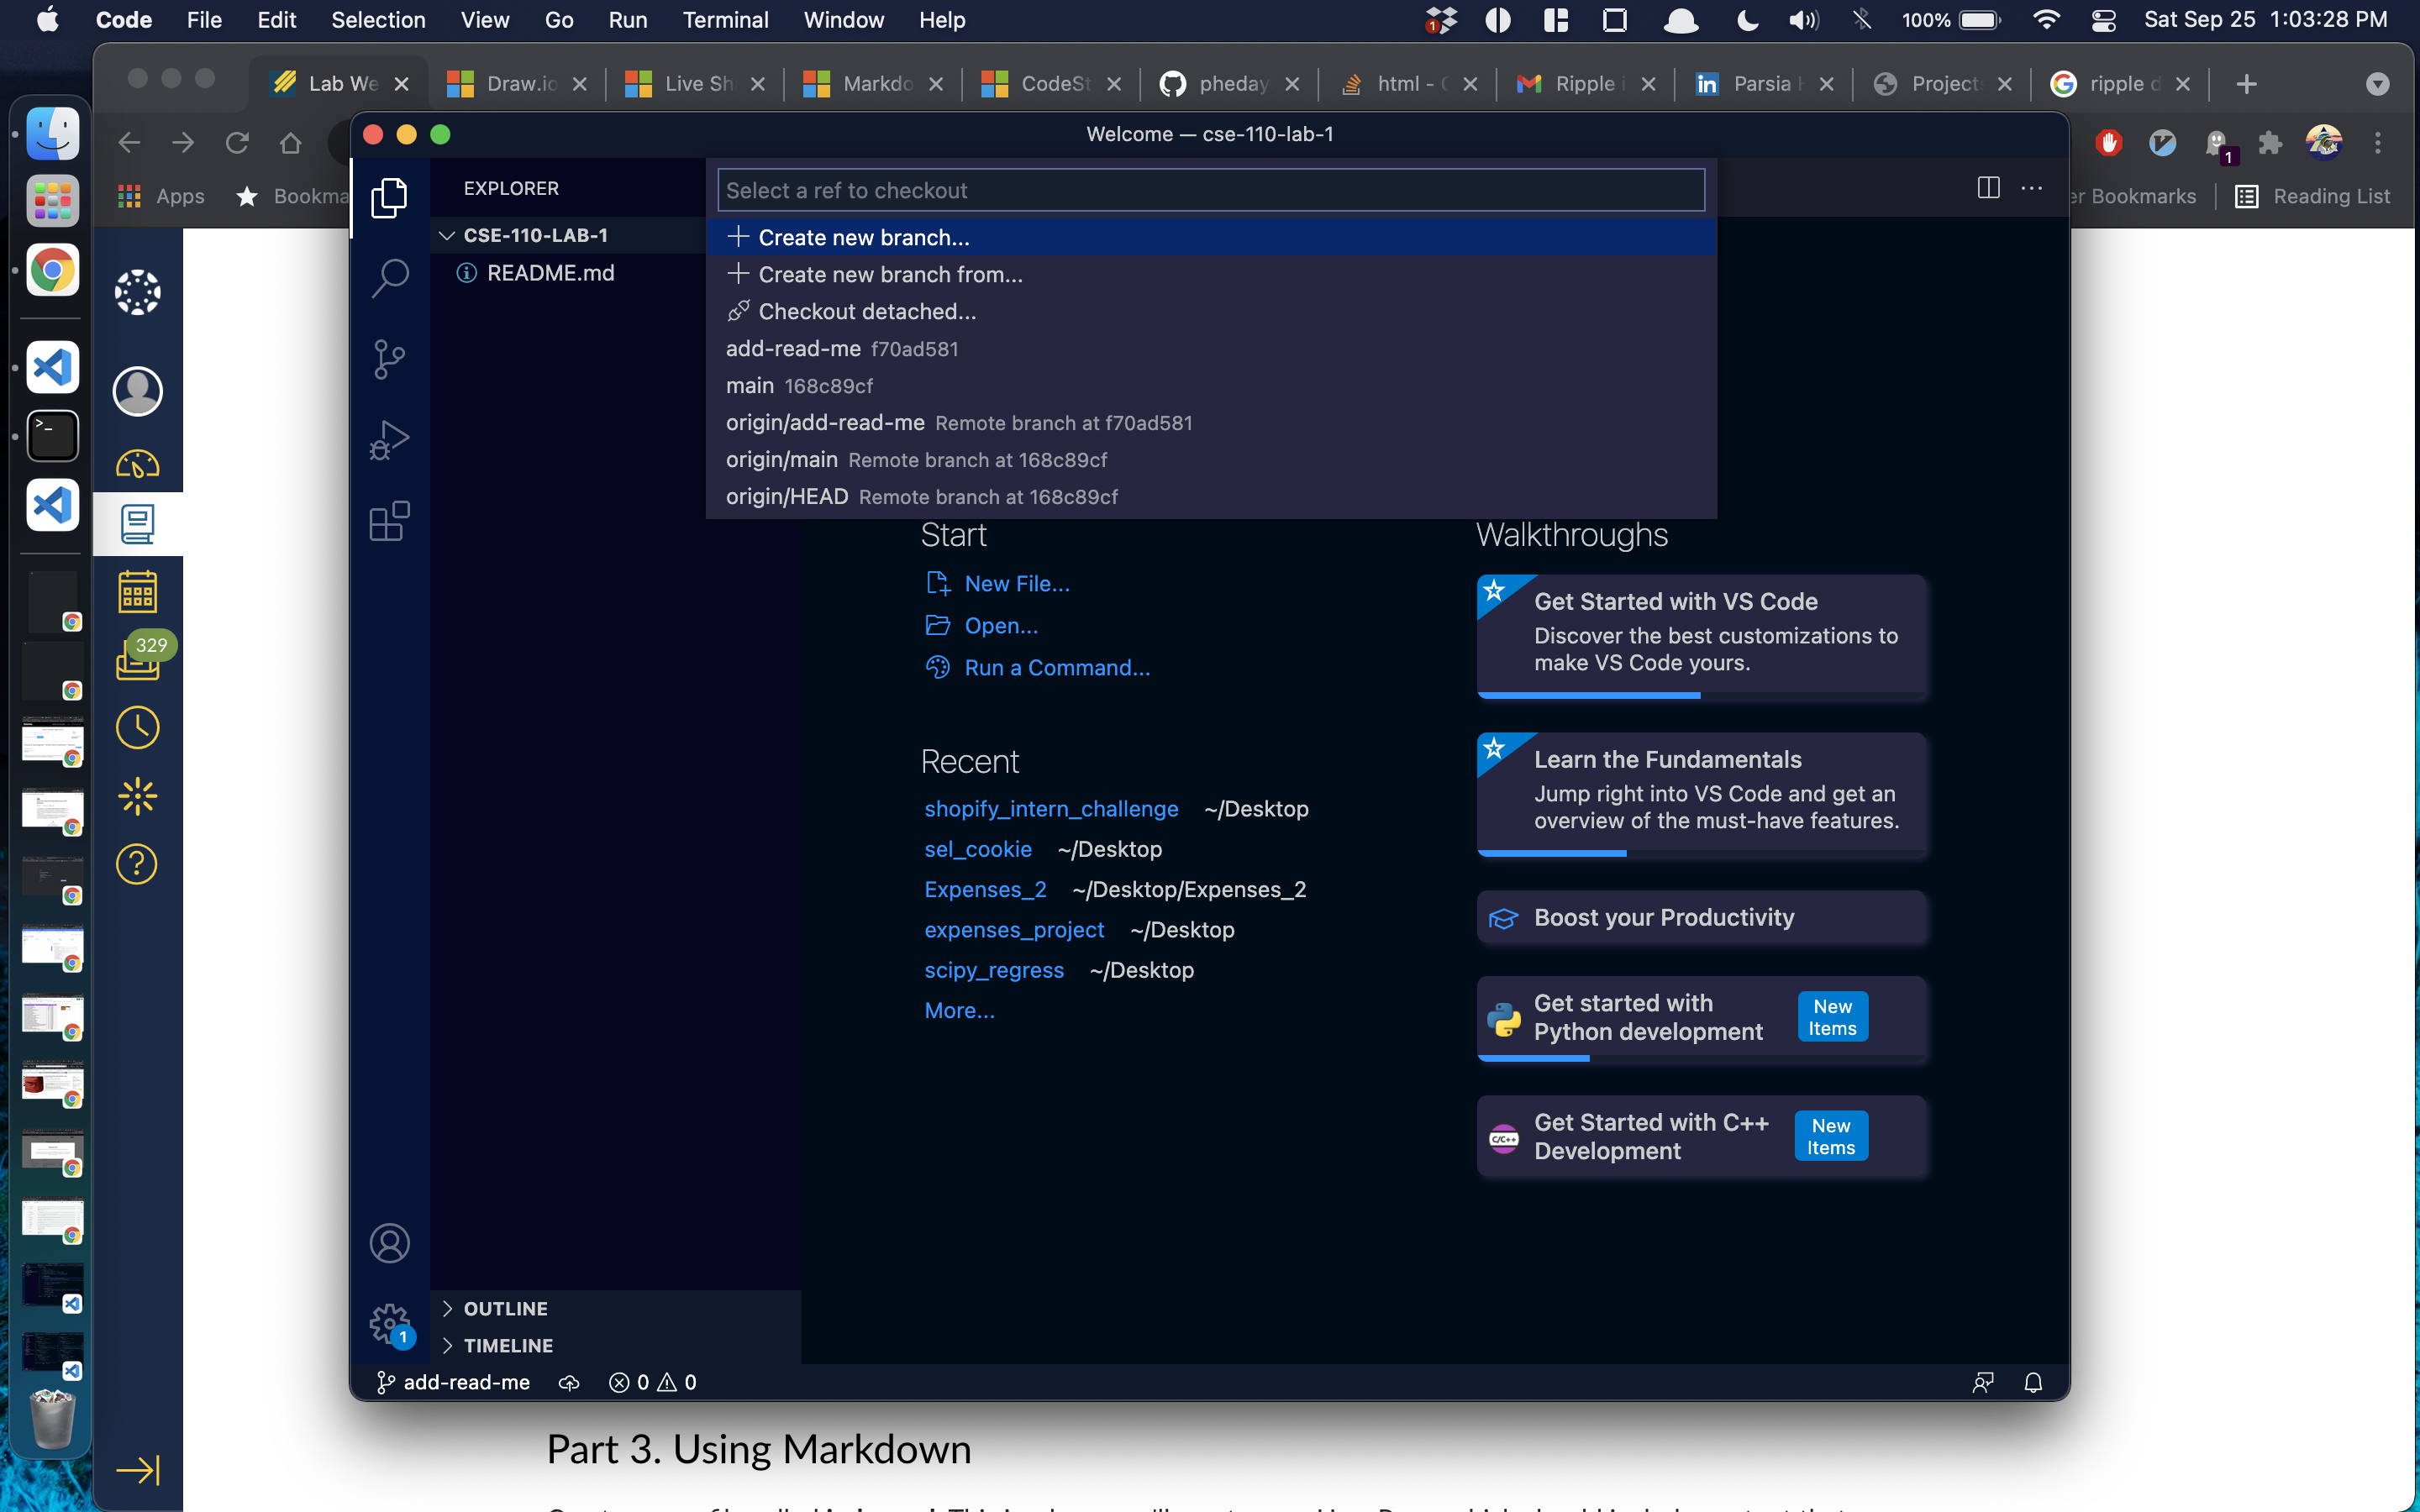 Code File Edit Selection View Go Run Terminal Window Help
1 100% Sat Sep 25 1:03:28 PM
Lab We Draw.io Live Sh Markdo CodeSt pheday html - Ripple i Parsia Project ripple
1
Apps Bookma Bookmarks Reading List
Welcome — cse-110-lab-1
EXPLORER
Select a ref to checkout
CSE-110-LAB-1
README.md
Create new branch...
Create new branch from...
Checkout detached...
add-read-me f70ad581
main 168c89cf
origin/add-read-me Remote branch at f70ad581
origin/main Remote branch at 168c89cf
origin/HEAD Remote branch at 168c89cf
Start
New File...
Open...
Run a Command...
Recent
shopify_intern_challenge ~/Desktop
sel_cookie ~/Desktop
Expenses_2 ~/Desktop/Expenses_2
expenses_project ~/Desktop
scipy_regress ~/Desktop
More...
Walkthroughs
Get Started with VS Code
Discover the best customizations to
make VS Code yours.
Learn the Fundamentals
Jump right into VS Code and get an
overview of the must-have features.
Boost your Productivity
Get started with
Python development
New
Items
C/C++
Get Started with C++
Development
New
Items
329
OUTLINE
TIMELINE
1
add-read-me 0 0
Part 3. Using Markdown